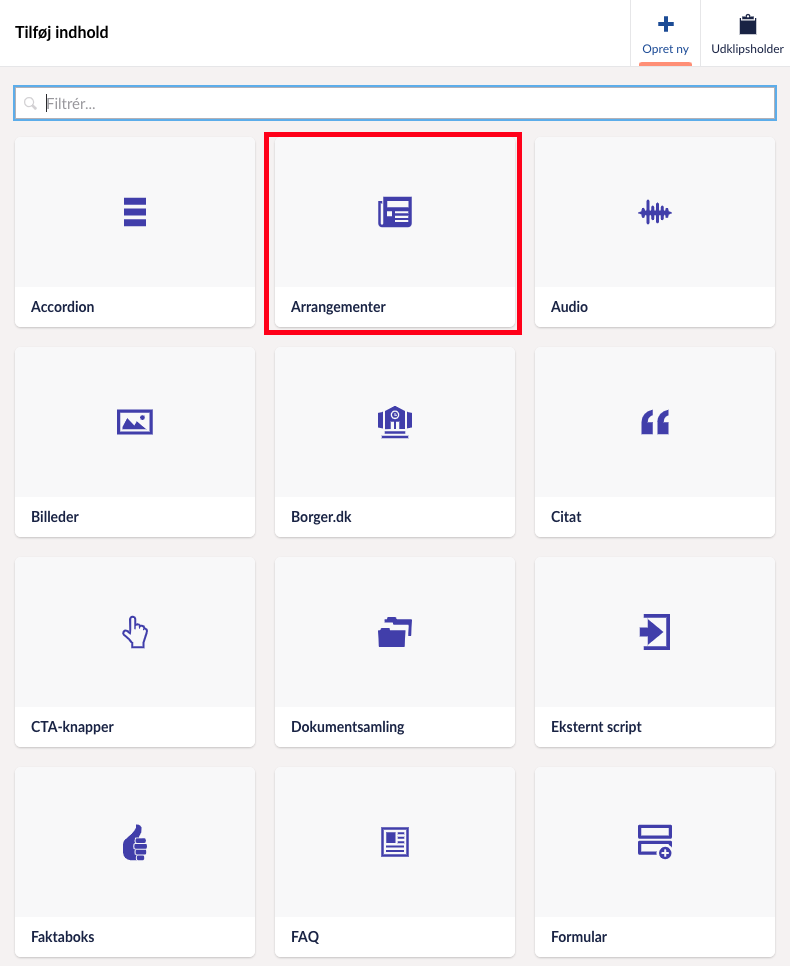 Tilføj indhold
Opret ny
Udklipsholder
Filtrér...
Accordion
Arrangementer
Audio
Billeder
Borger.dk
Citat
CTA-knapper
Dokumentsamling
Eksternt script
Faktaboks
FAQ
Formular